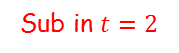 Sub in t = 2